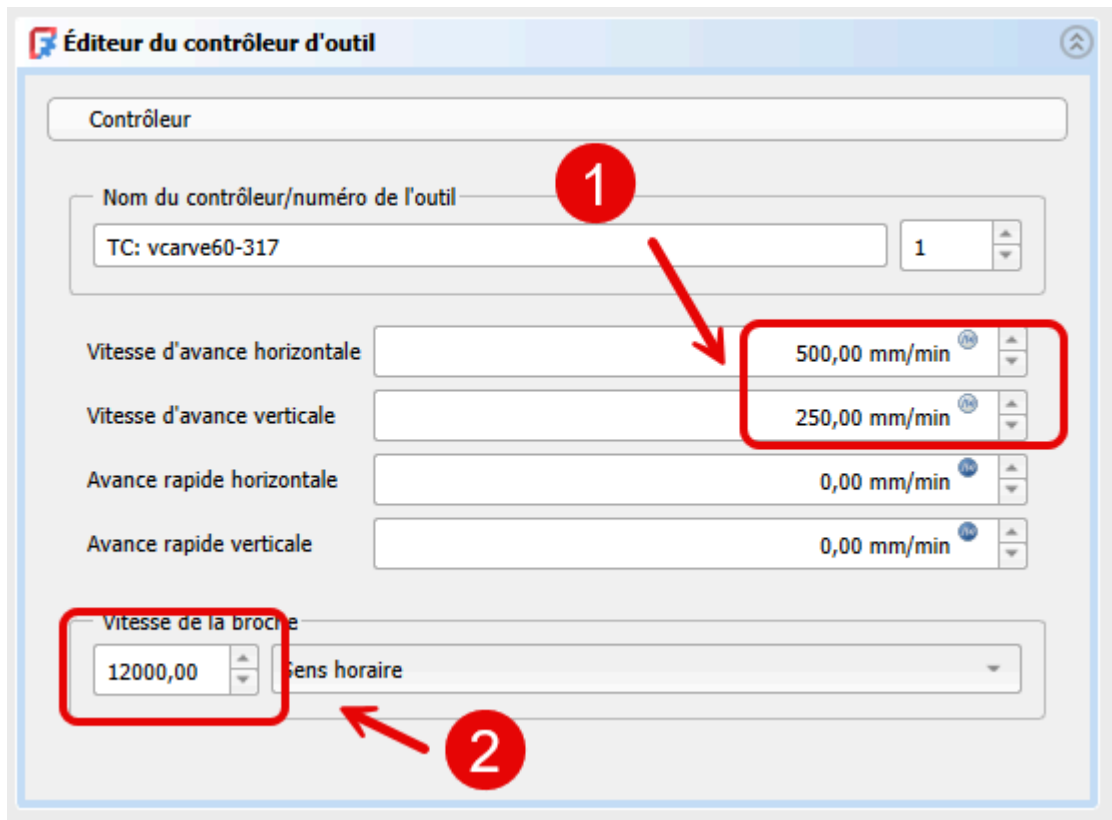 Éditeur du contrôleur d'outil
Contrôleur
1
Nom du contrôleur/numéro de l'outil
TC: vcarve60-317 1
Vitesse d'avance horizontale 500,00 mm/min
Vitesse d'avance verticale 250,00 mm/min
Avance rapide horizontale 0,00 mm/min
Avance rapide verticale 0,00 mm/min
Vitesse de la broche
12000,00 Sens horaire
2